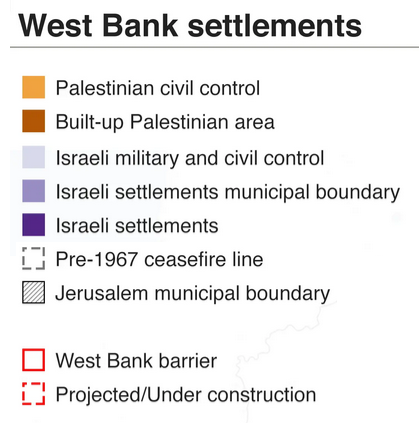 West Bank settlements
Palestinian civil control
Built-up Palestinian area
Israeli military and civil control
Israeli settlements municipal boundary
Israeli settlements
Pre-1967 ceasefire line
Jerusalem municipal boundary
West Bank barrier
Projected/Under construction